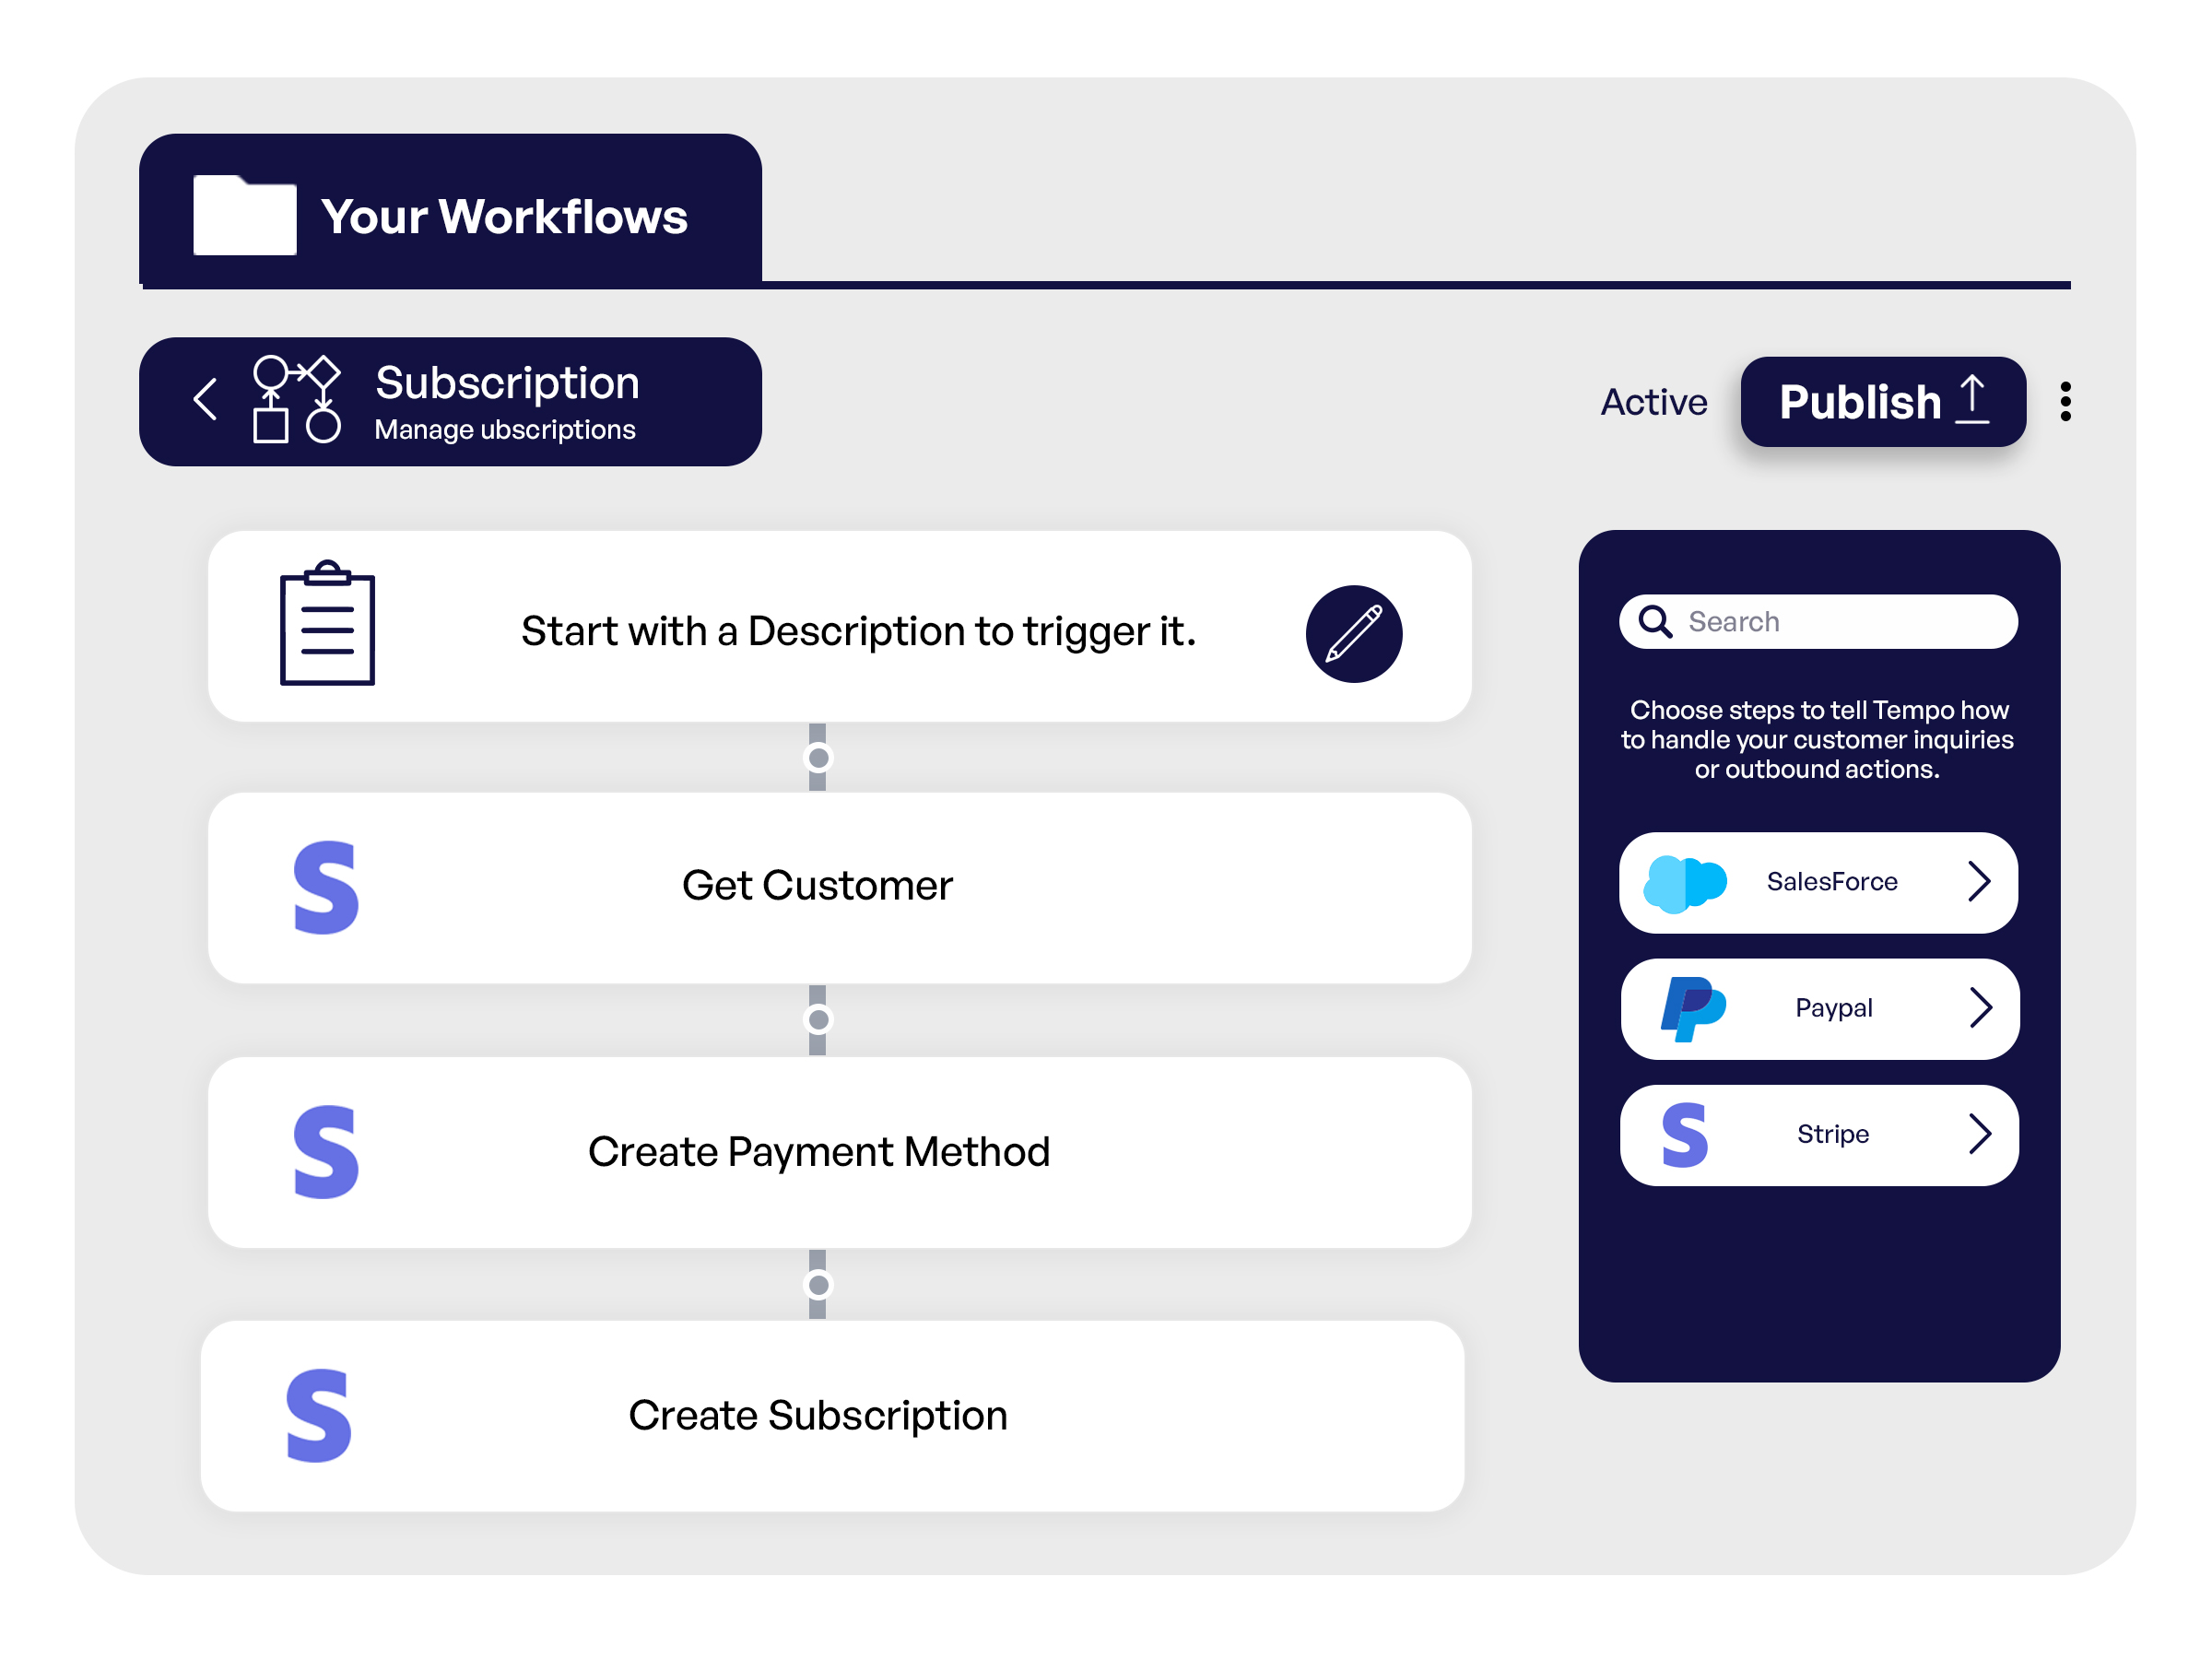 Your Workflows
Subscription
Manage ubscriptions
Active
Publish
Start with a Description to trigger it.
Get Customer
Create Payment Method
Create Subscription
Search
Choose steps to tell Tempo how
to handle your customer inquiries
or outbound actions.
SalesForce
Paypal
Stripe